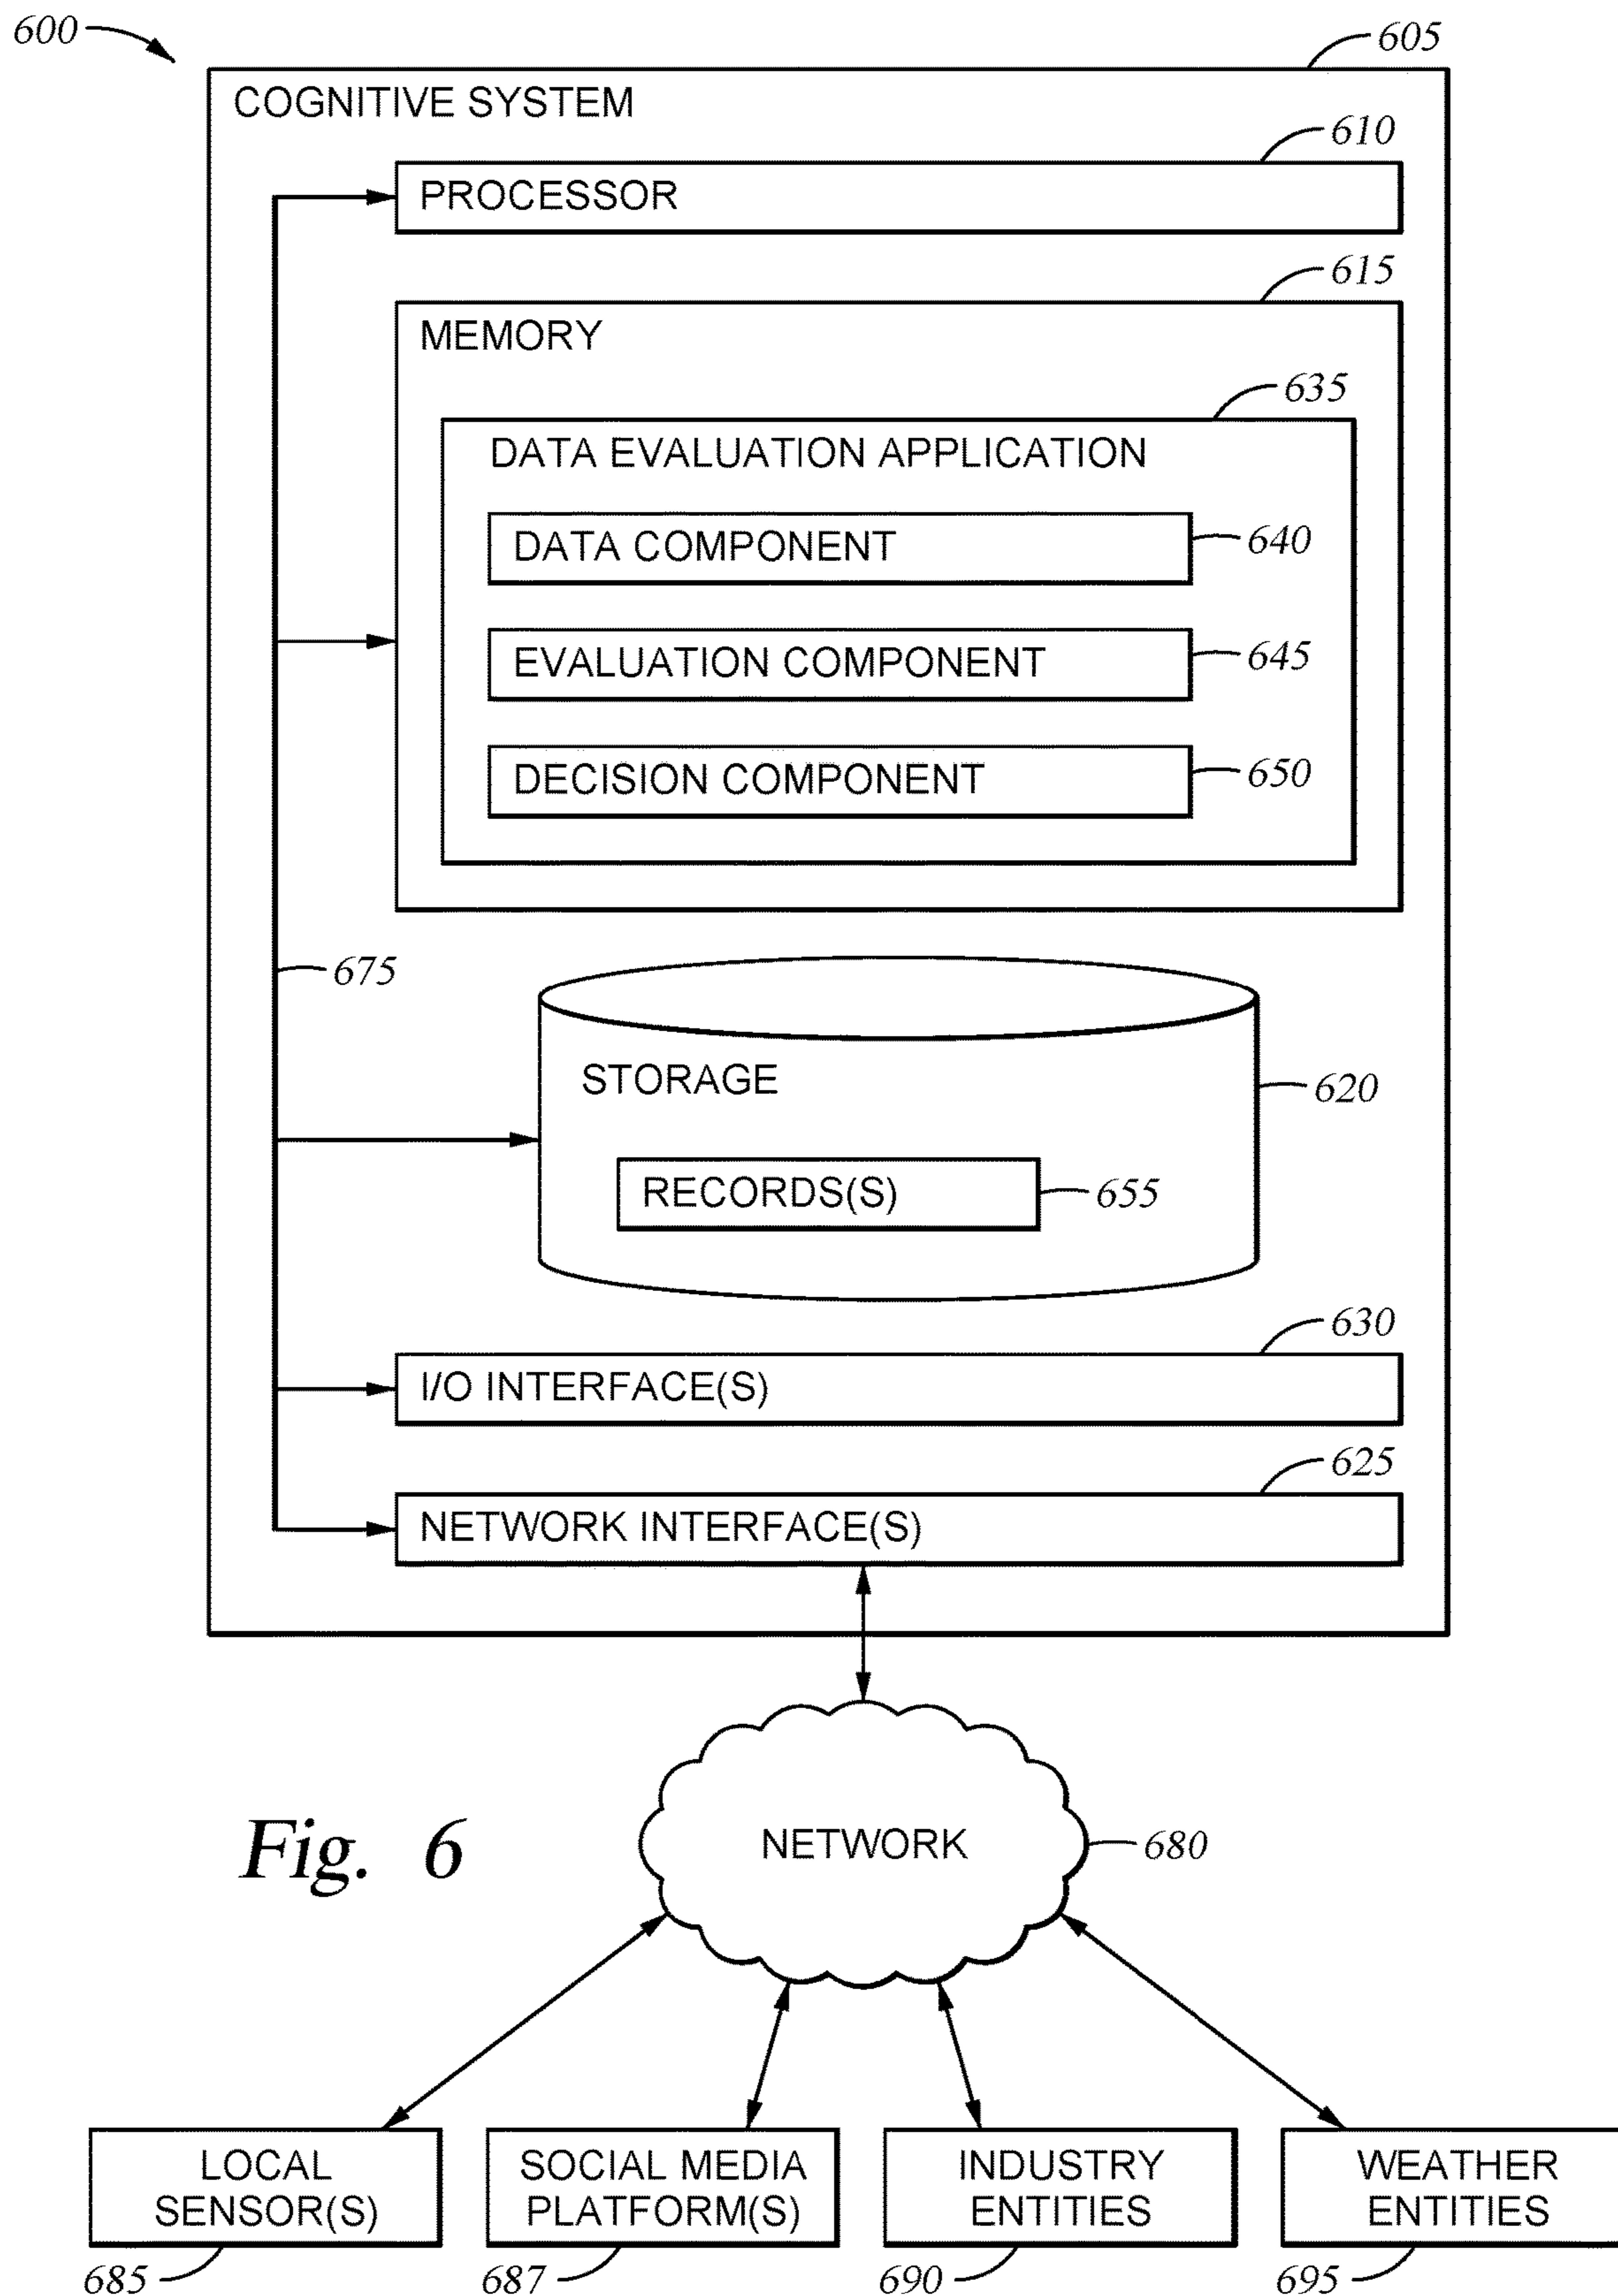 600
605
COGNITIVE SYSTEM
610
PROCESSOR
615
MEMORY
635
DATA EVALUATION APPLICATION
DATA COMPONENT
640
EVALUATION COMPONENT
645
DECISION COMPONENT
650
675
STORAGE
620
RECORDS(S)
655
630
I/O INTERFACE(S)
625
NETWORK INTERFACE(S)
Fig. 6
NETWORK
680
LOCAL
SENSOR(S)
685
SOCIAL MEDIA
PLATFORM(S)
687
INDUSTRY
ENTITIES
690
WEATHER
ENTITIES
695